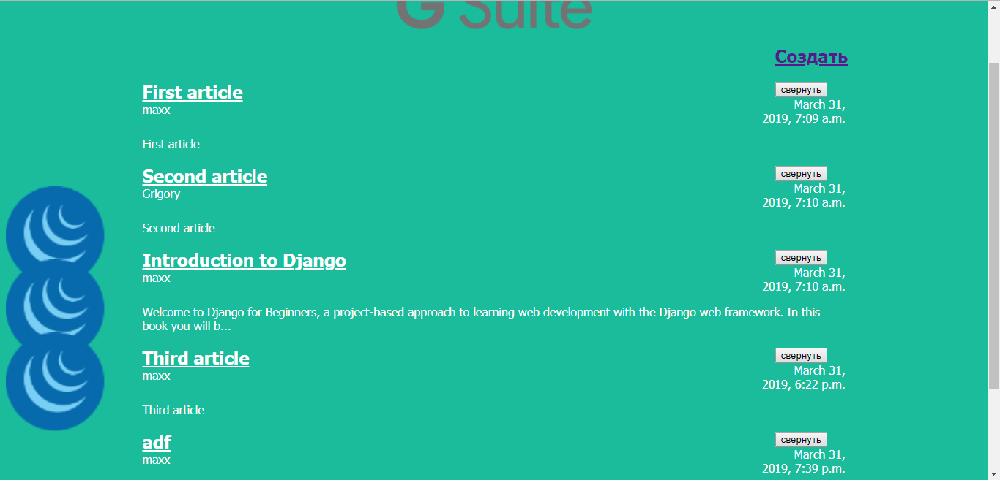 G Suite
Создать
First article
свернуть
maxx
March 31,
2019, 7:09 a.m.
First article
Second article
свернуть
Grigory
March 31,
2019, 7:10 a.m.
Second article
Introduction to Django
свернуть
maxx
March 31,
2019, 7:10 a.m.
Welcome to Django for Beginners, a project-based approach to learning web development with the Django web framework. In this
book you will b...
Third article
свернуть
maxx
March 31,
2019, 6:22 p.m.
Third article
adf
свернуть
maxx
March 31,
2019, 7:39 p.m.